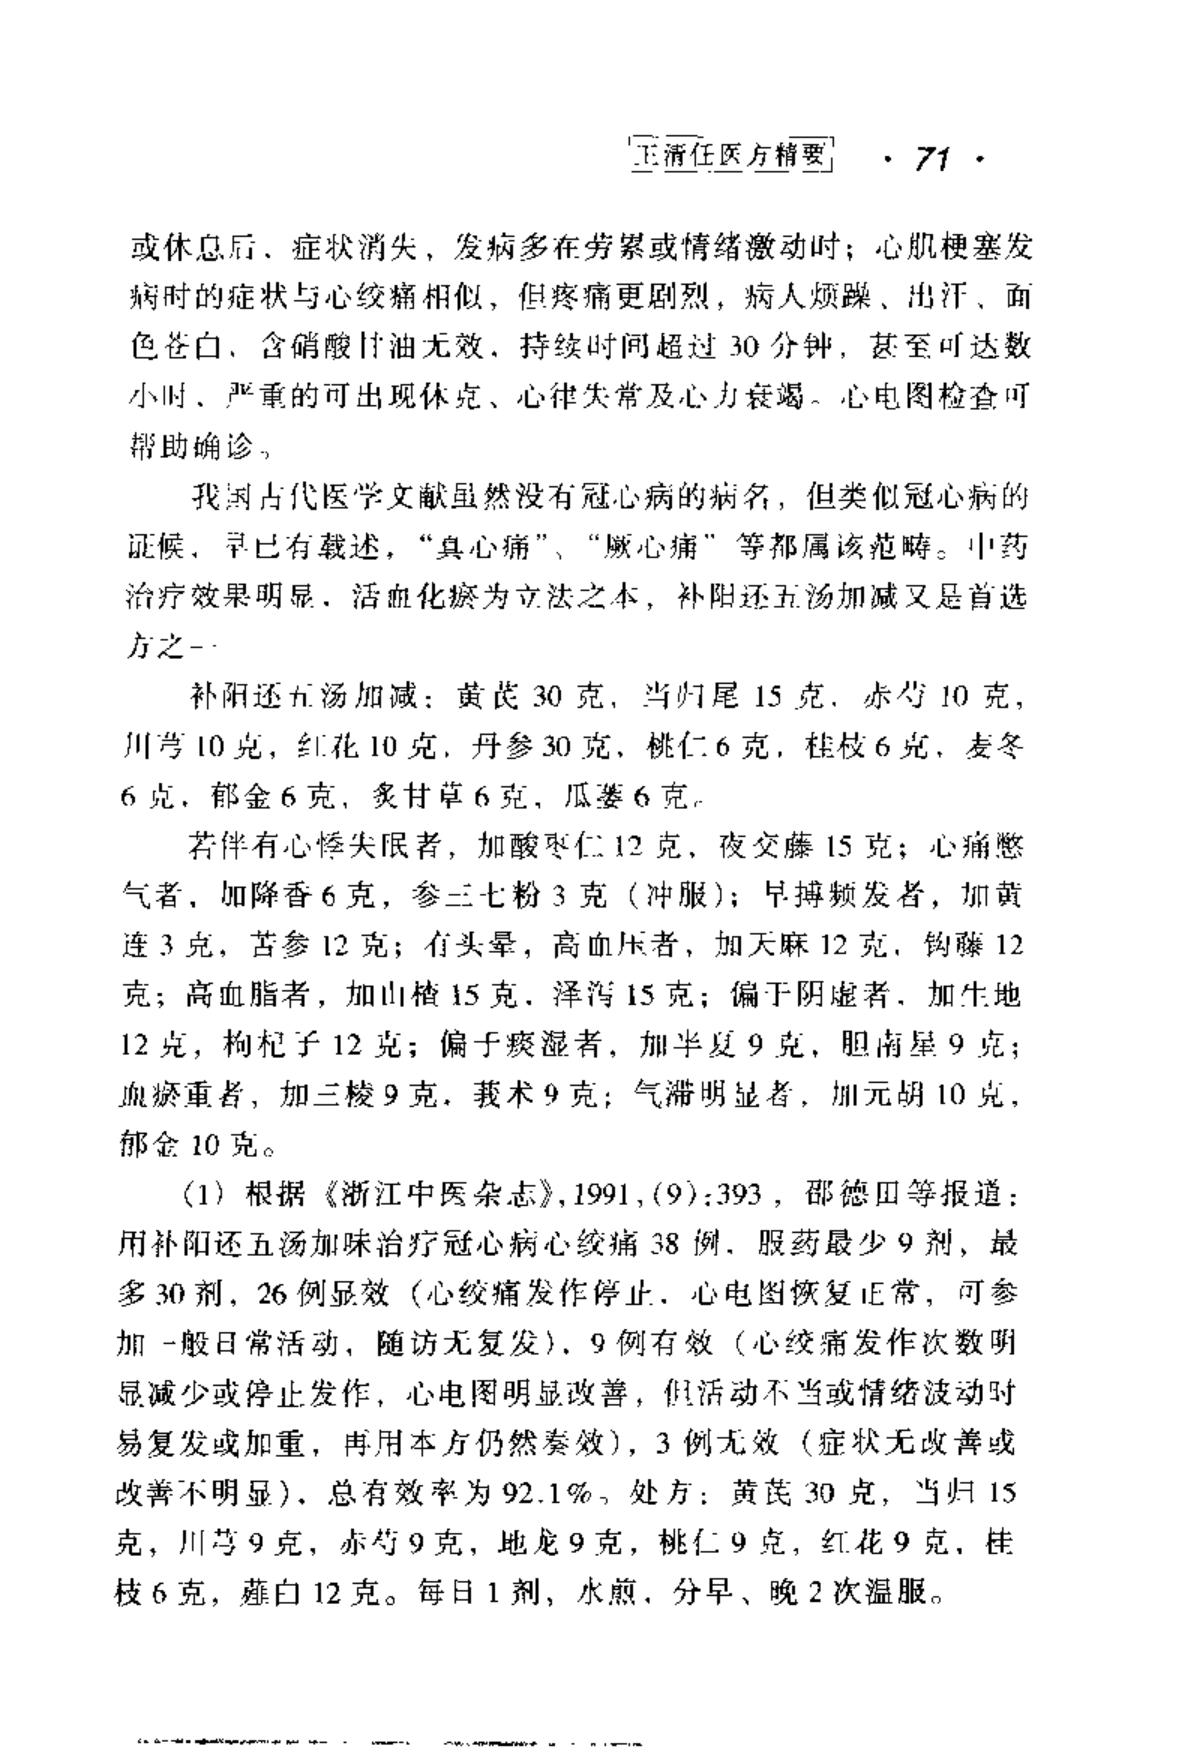 王清任医方精要 · 71 ·
或休息后、症状消失，发病多在劳累或情绪激动时；心肌梗塞发
病时的症状与心绞痛相似，但疼痛更剧烈，病人烦躁、出汗、面
色苍白、含硝酸甘油无效，持续时间超过 30 分钟，甚至可达数
小时、严重的可出现休克、心律失常及心力衰竭。心电图检查可
帮助确诊。
我国古代医学文献虽然没有冠心病的病名，但类似冠心病的
证候、早已有载述，“真心痛”、“厥心痛” 等都属该范畴。中药
治疗效果明显，活血化瘀为立法之本，补阳还五汤加减又是首选
方之一
补阳还五汤加减：黄芪 30 克，当归尾 15 克，赤芍 10 克，
川芎 10 克，红花 10 克，丹参 30 克，桃仁 6 克，桂枝 6 克，麦冬
6 克，郁金 6 克，炙甘草 6 克，瓜蒌 6 克。
若伴有心悸失眠者，加酸枣仁 12 克，夜交藤 15 克；心痛憋
气者，加降香 6 克，参三七粉 3 克（冲服）；早搏频发者，加黄
连 3 克，苦参 12 克；有头晕，高血压者，加天麻 12 克，钩藤 12
克；高血脂者，加山楂 15 克，泽泻 15 克；偏于阴虚者，加生地
12 克，枸杞子 12 克；偏于痰湿者，加半夏 9 克，胆南星 9 克；
血瘀重者，加三棱 9 克，莪术 9 克；气滞明显者，加元胡 10 克，
郁金 10 克。
（1）根据《浙江中医杂志》，1991，(9)：393 ，邵德田等报道：
用补阳还五汤加味治疗冠心病心绞痛 38 例，服药最少 9 剂，最
多 30 剂，26 例显效（心绞痛发作停止，心电图恢复正常，可参
加一般日常活动，随访无复发），9 例有效（心绞痛发作次数明
显减少或停止发作，心电图明显改善，但活动不当或情绪波动时
易复发或加重，再用本方仍然奏效），3 例无效（症状无改善或
改善不明显），总有效率为 92.1%。处方：黄芪 30 克，当归 15
克，川芎 9 克，赤芍 9 克，地龙 9 克，桃仁 9 克，红花 9 克，桂
枝 6 克，薤白 12 克。每日 1 剂，水煎，分早、晚 2 次温服。